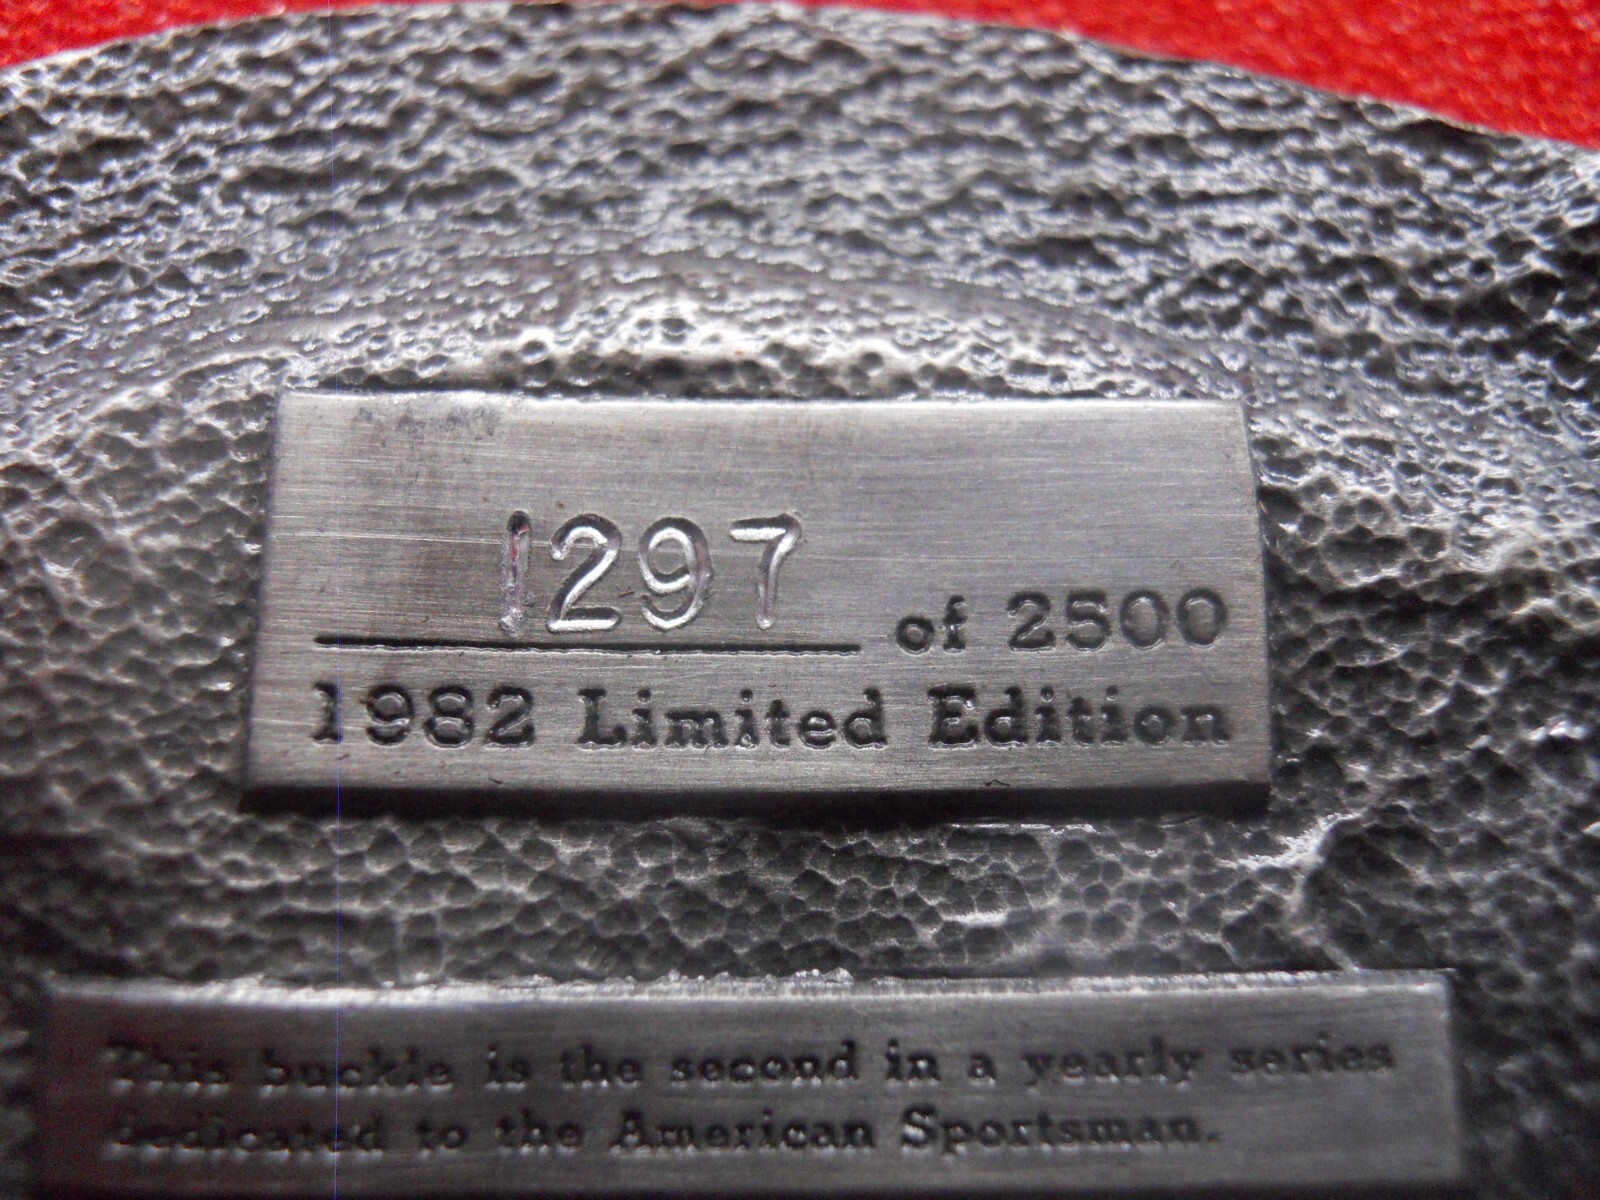 1297 of 2500
1982 Limited Edition
This buckle is the second in a yearly series
dedicated to the American Sportsman.